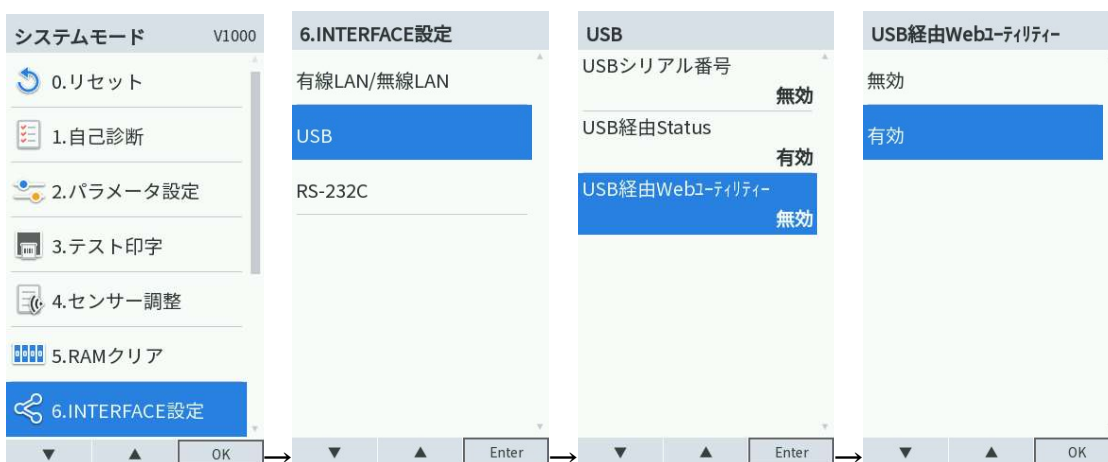 システムモード V1000
0.リセット
1.自己診断
2.パラメータ設定
3.テスト印字
4.センサー調整
5.RAMクリア
6.INTERFACE設定
▼ ▲ OK
→
6.INTERFACE設定
有線LAN/無線LAN
USB
RS-232C
▼ ▲ Enter
→
USB
USBシリアル番号
無効
USB経由Status
有効
USB経由Webﾕｰﾃｨﾘﾃｨｰ
無効
▼ ▲ Enter
→
USB経由Webﾕｰﾃｨﾘﾃｨｰ
無効
有効
▼ ▲ OK